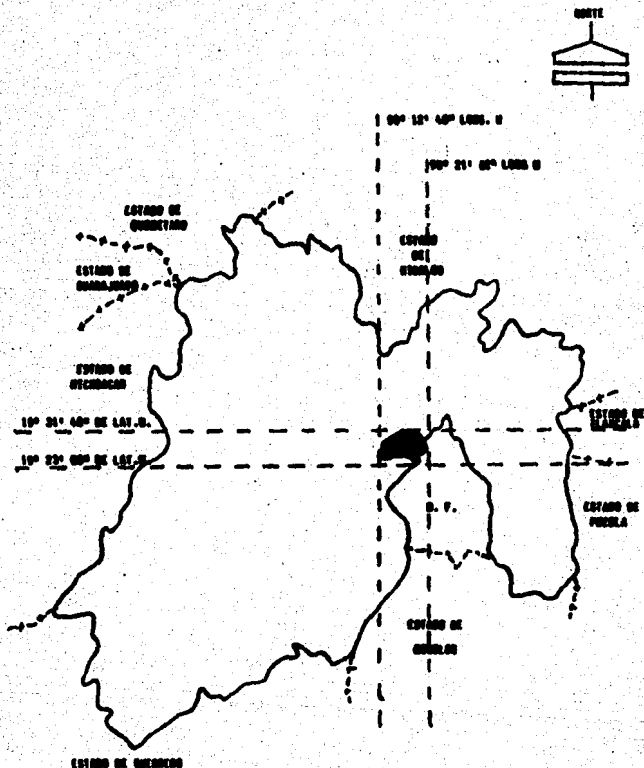 NORTE
99° 12' 40" LONG. W
99° 21' LONG W
ESTADO DE
QUERETARO
ESTADO
DE
HIDALGO
ESTADO DE
GUANAJUATO
ESTADO DE
MICHOACAN
19° 31' 40" DE LAT.N.
ESTADO DE
TLAXCALA
19° 23' 00" DE LAT.N.
D. F.
ESTADO DE
PUEBLA
ESTADO DE
MORELOS
ESTADO DE GUERRERO